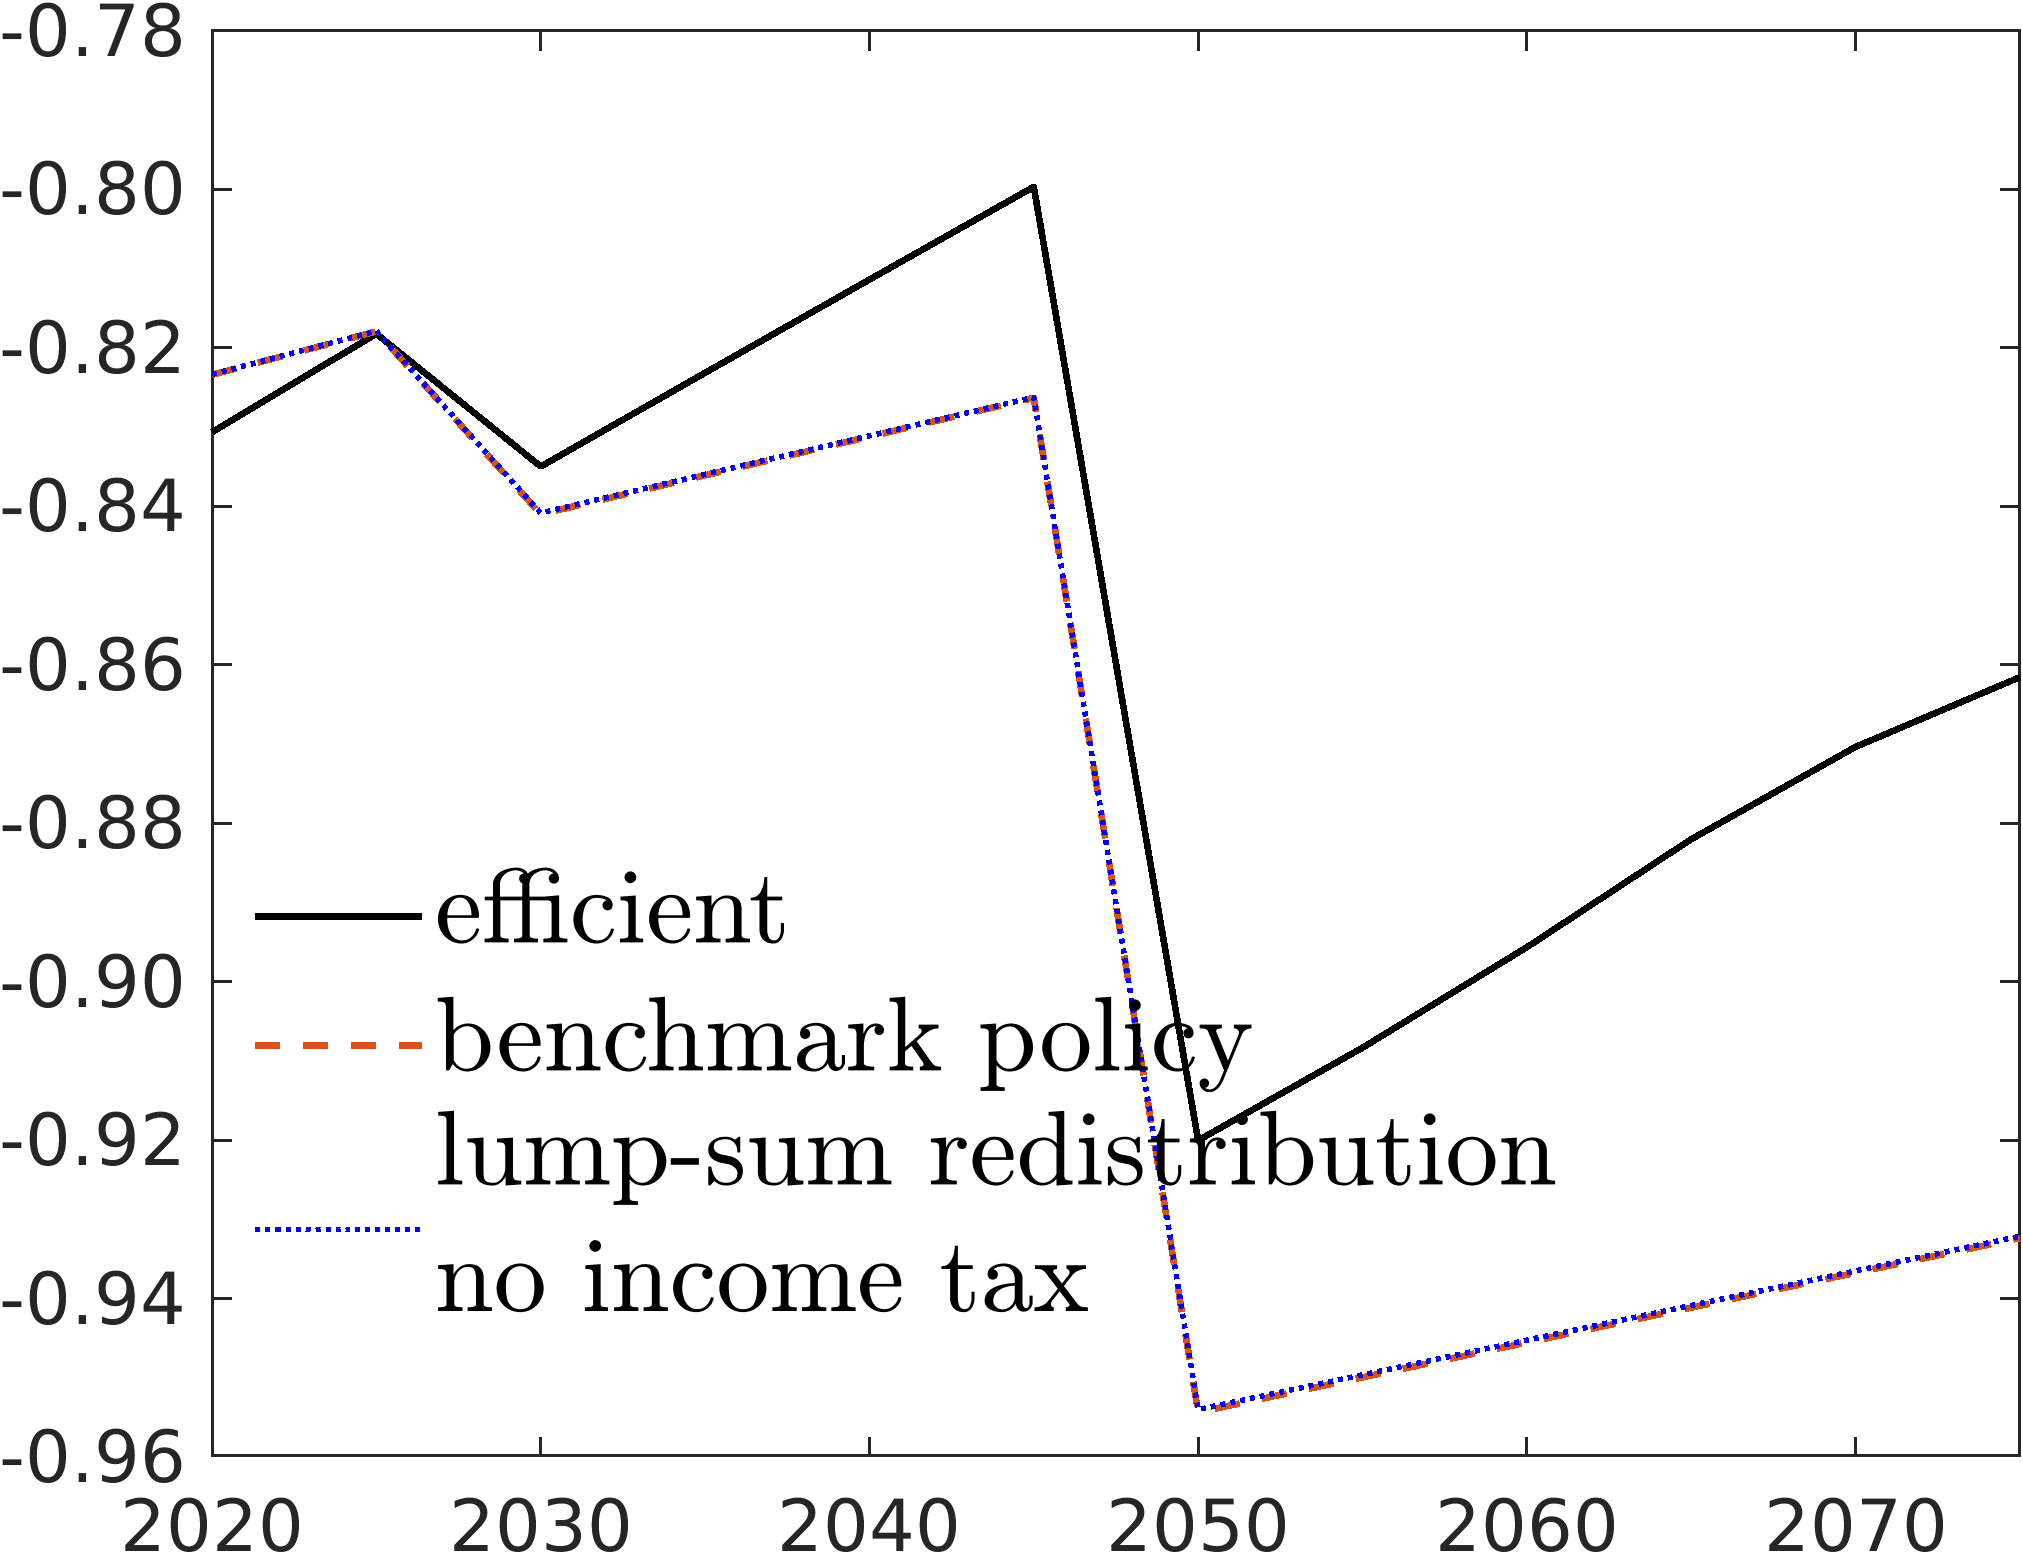 -0.78
-0.80
-0.82
-0.84
-0.86
-0.88
-0.90
-0.92
-0.94
-0.96
efficient
benchmark policy
lump-sum redistribution
no income tax
2020 2030 2040 2050 2060 2070